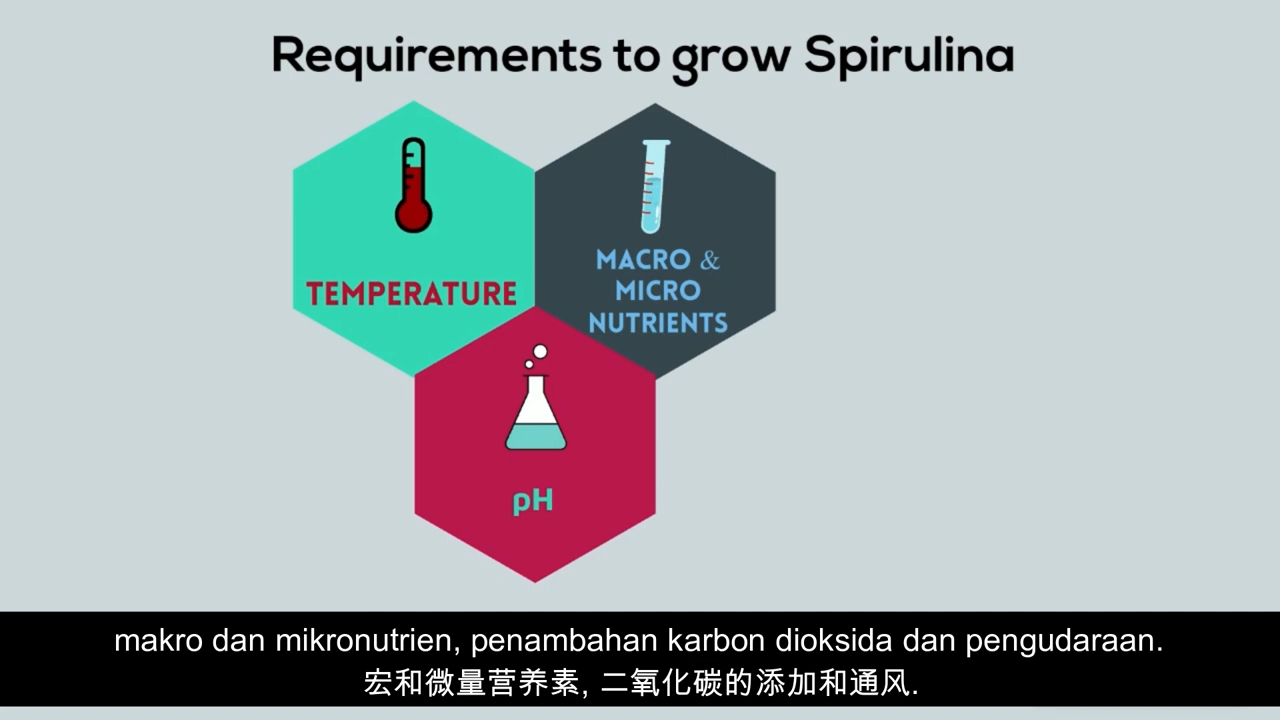 Requirements to grow Spirulina
TEMPERATURE
MACRO &
MICRO
NUTRIENTS
pH
makro dan mikronutrien, penambahan karbon dioksida dan pengudaraan.
宏和微量营养素, 二氧化碳的添加和通风.